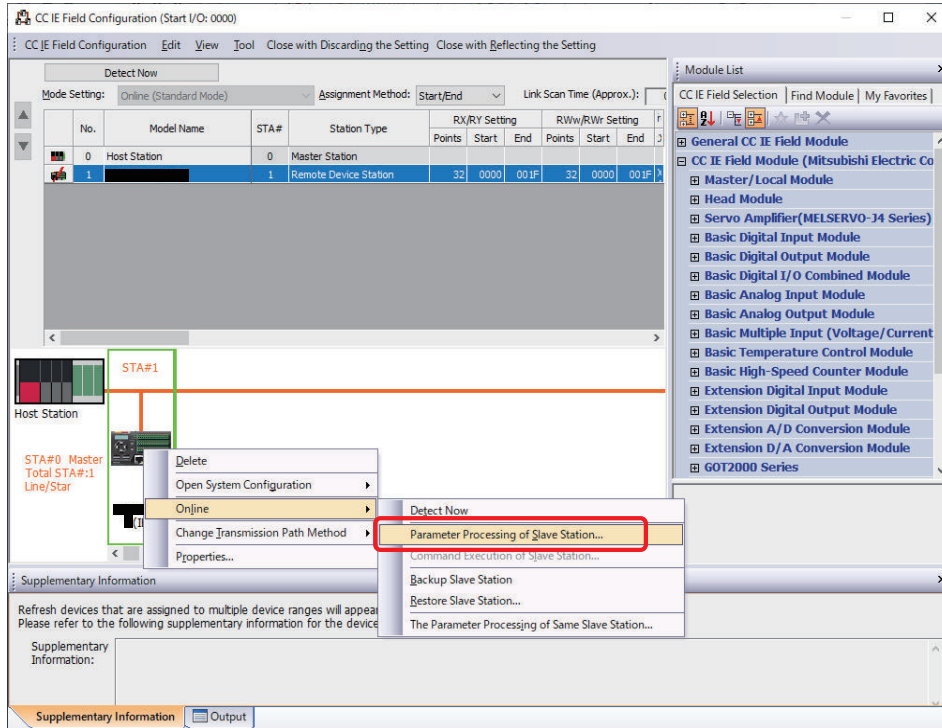 CC IE Field Configuration (Start I/O: 0000)
CC IE Field Configuration Edit View Tool Close with Discarding the Setting Close with Reflecting the Setting
Detect Now
Mode Setting: Online (Standard Mode) Assignment Method: Start/End Link Scan Time (Approx.):
No. Model Name STA# Station Type RX/RY Setting RWw/RWr Setting
Points Start End Points Start End
0 Host Station 0 Master Station
1 1 Remote Device Station 32 0000 001F 32 0000 001F
STA#1
Host Station
STA#0 Master
Total STA#:1
Line/Star
Delete
Open System Configuration
Online
Change Transmission Path Method
Properties...
Detect Now
Parameter Processing of Slave Station...
Command Execution of Slave Station...
Backup Slave Station
Restore Slave Station...
The Parameter Processing of Same Slave Station...
Module List
CC IE Field Selection Find Module My Favorites
General CC IE Field Module
CC IE Field Module (Mitsubishi Electric Co
Master/Local Module
Head Module
Servo Amplifier(MELSERVO-J4 Series)
Basic Digital Input Module
Basic Digital Output Module
Basic Digital I/O Combined Module
Basic Analog Input Module
Basic Analog Output Module
Basic Multiple Input (Voltage/Current
Basic Temperature Control Module
Basic High-Speed Counter Module
Extension Digital Input Module
Extension Digital Output Module
Extension A/D Conversion Module
Extension D/A Conversion Module
GOT2000 Series
Supplementary Information
Refresh devices that are assigned to multiple device ranges will appear
Please refer to the following supplementary information for the device
Supplementary
Information:
Supplementary Information Output